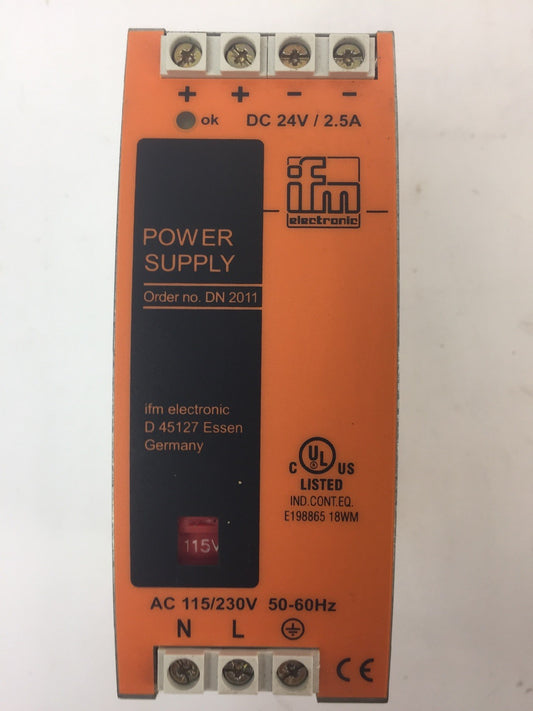 + + − −
ok DC 24V / 2.5A
ifm
electronic
POWER
SUPPLY
Order no. DN 2011
ifm electronic
D 45127 Essen
Germany
C UL US
®
LISTED
IND.CONT.EQ.
E198865 18WM
115V
AC 115/230V 50-60Hz
N L
CE